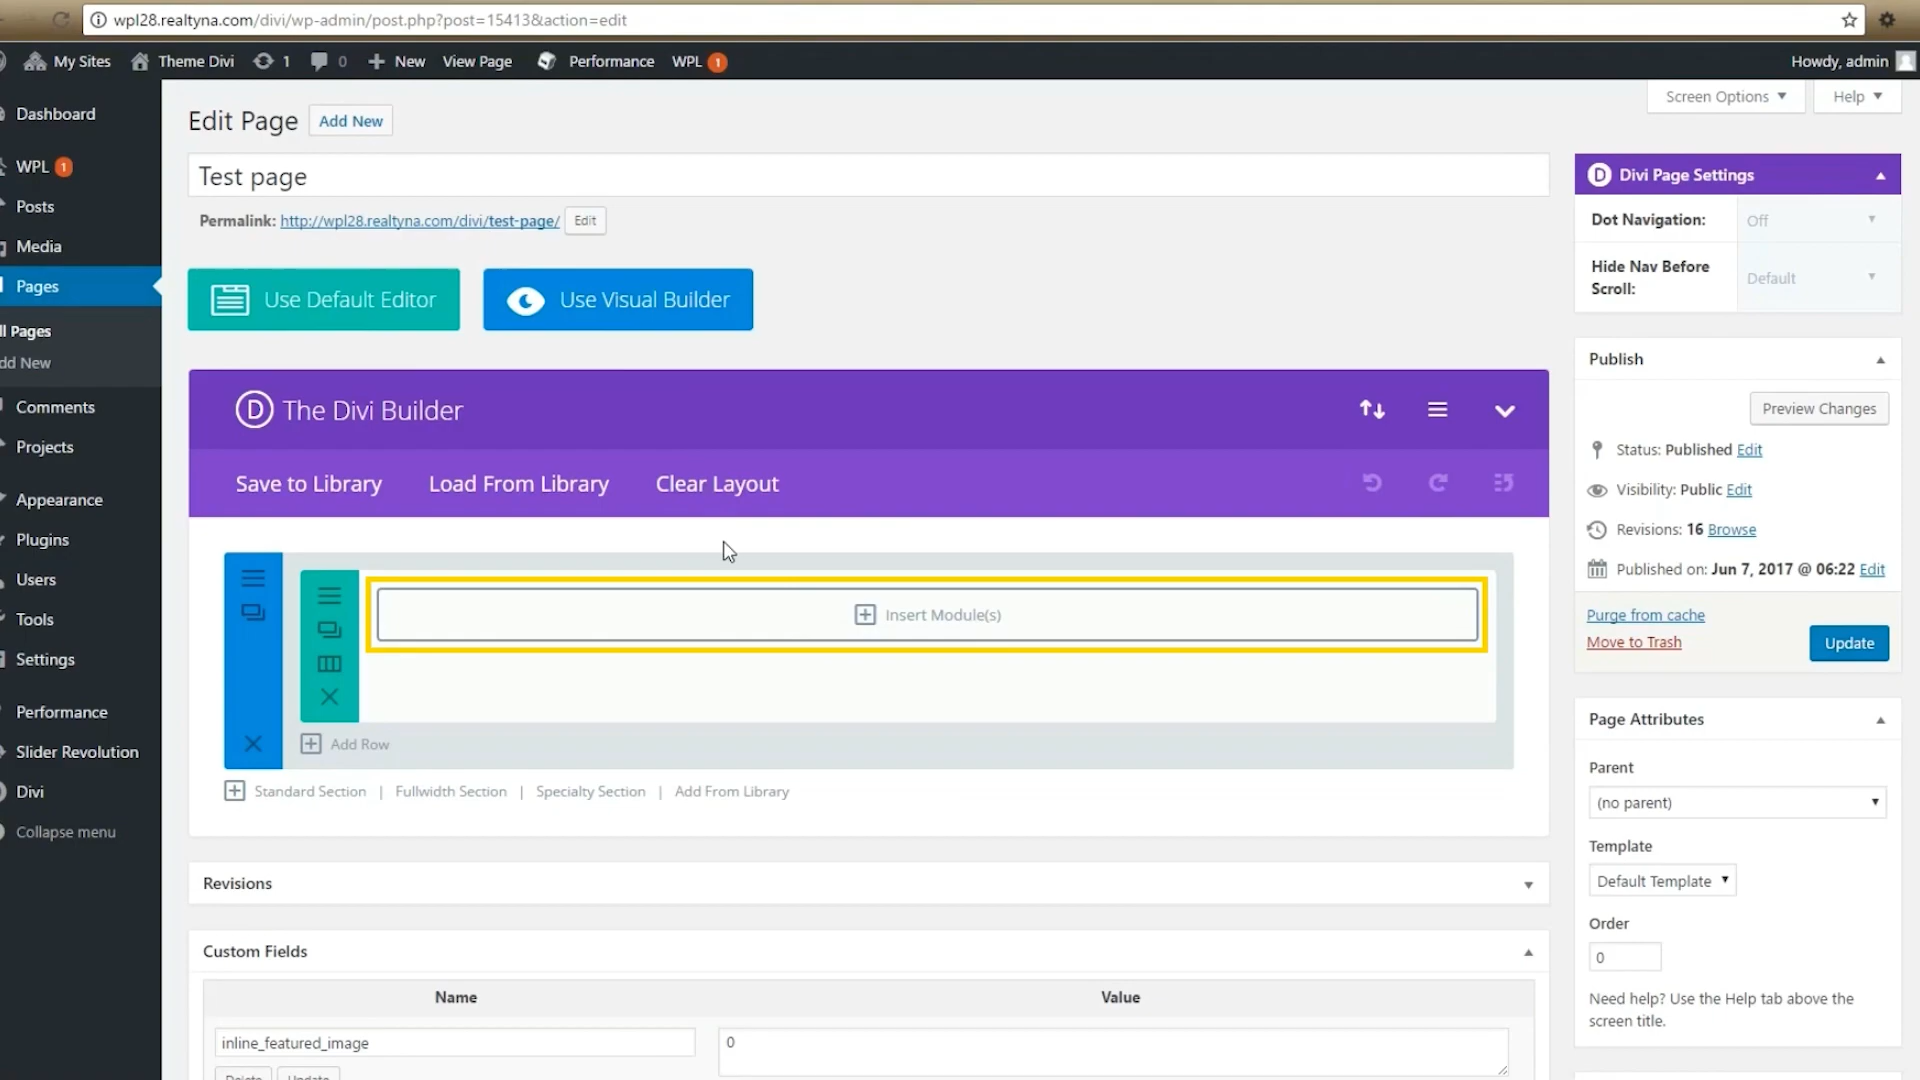 wpl28.realtyna.com/divi/wp-admin/post.php?post=15413&action=edit
My Sites Theme Divi 1 0 New View Page Performance WPL 1 Howdy, admin
Screen Options Help
Dashboard
WPL 1
Posts
Media
Pages
ll Pages
dd New
Comments
Projects
Appearance
Plugins
Users
Tools
Settings
Performance
Slider Revolution
Divi
Collapse menu
Edit Page Add New
Test page
Permalink: http://wpl28.realtyna.com/divi/test-page/ Edit
Use Default Editor Use Visual Builder
D The Divi Builder
Save to Library Load From Library Clear Layout
Insert Module(s)
Add Row
Standard Section | Fullwidth Section | Specialty Section | Add From Library
Revisions
Custom Fields
Name Value
inline_featured_image 0
Delete Update
D Divi Page Settings
Dot Navigation: Off
Hide Nav Before Scroll: Default
Publish
Preview Changes
Status: Published Edit
Visibility: Public Edit
Revisions: 16 Browse
Published on: Jun 7, 2017 @ 06:22 Edit
Purge from cache
Move to Trash Update
Page Attributes
Parent
(no parent)
Template
Default Template
Order
0
Need help? Use the Help tab above the
screen title.